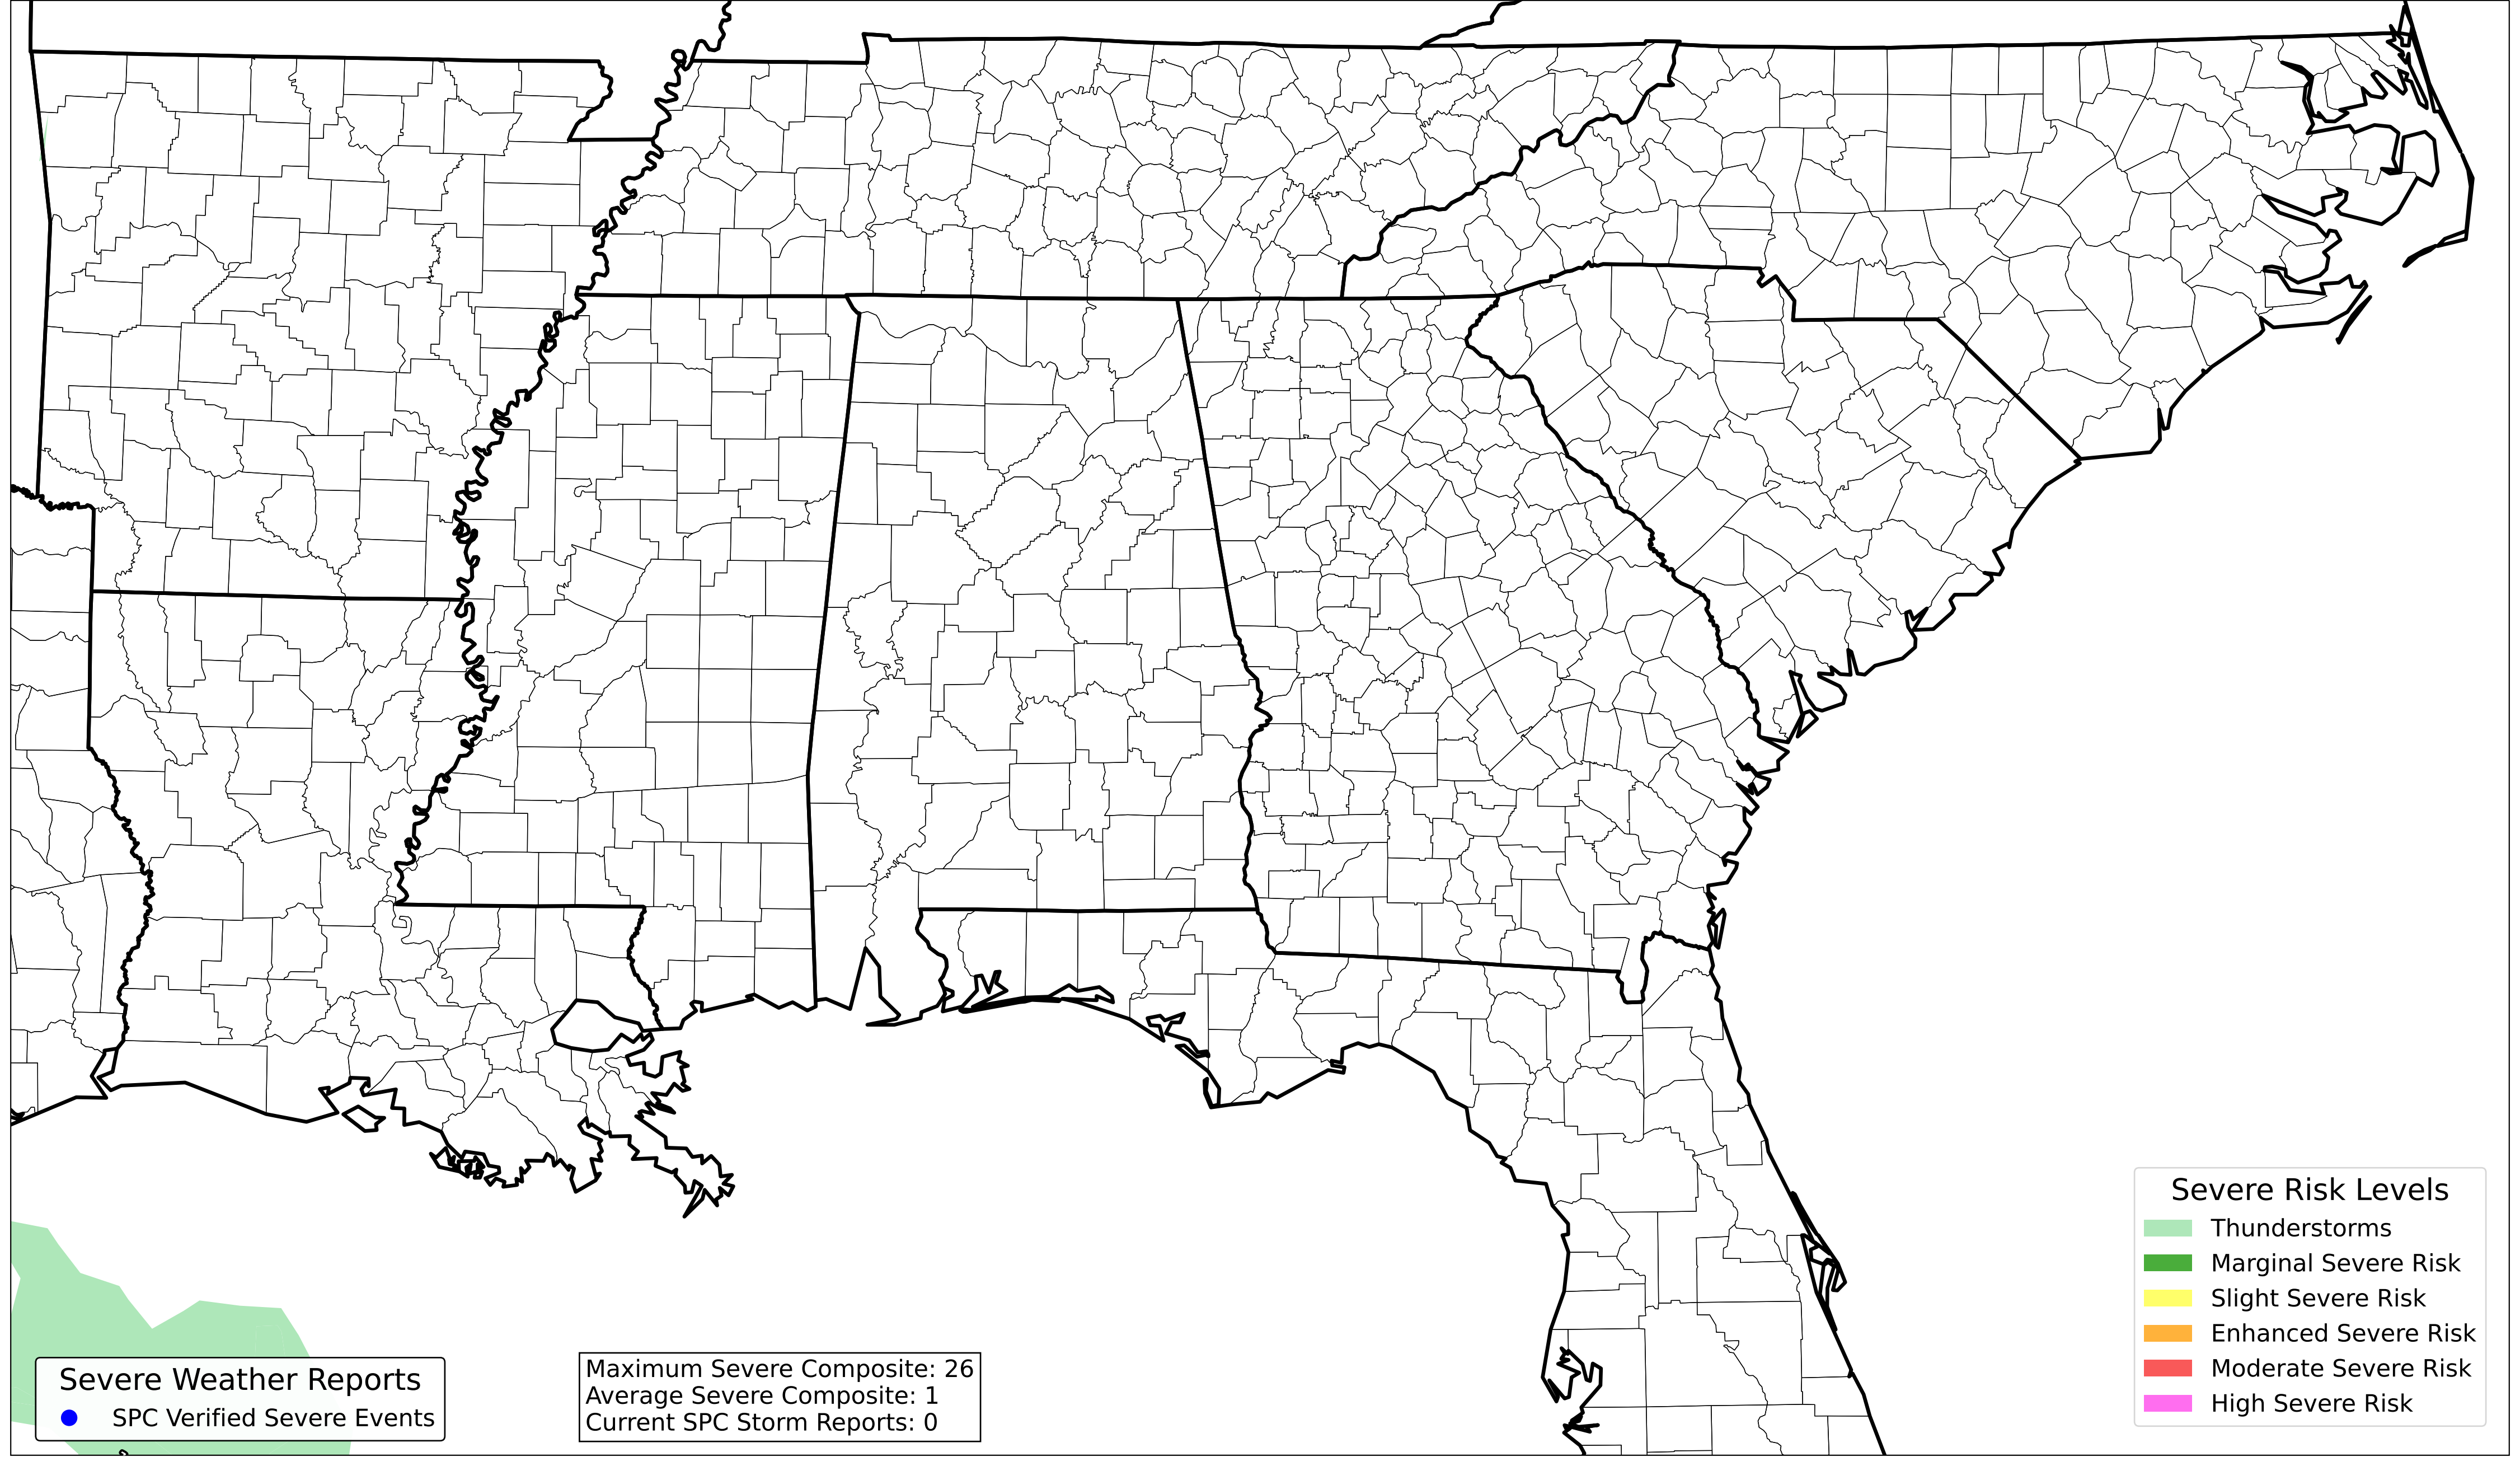 Severe Risk Levels
Thunderstorms
Marginal Severe Risk
Slight Severe Risk
Enhanced Severe Risk
Moderate Severe Risk
High Severe Risk
Severe Weather Reports
SPC Verified Severe Events
Maximum Severe Composite: 26
Average Severe Composite: 1
Current SPC Storm Reports: 0